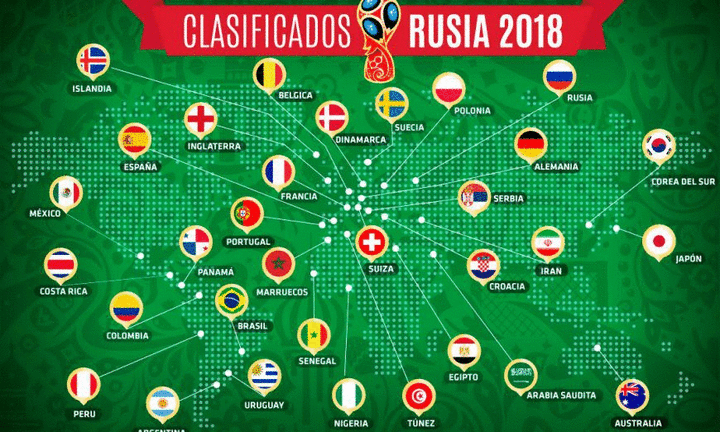 CLASIFICADOS RUSIA 2018
ISLANDIA
BELGICA
POLONIA
RUSIA
SUECIA
DINAMARCA
INGLATERRA
ESPAÑA
ALEMANIA
COREA DEL SUR
FRANCIA
SERBIA
MÉXICO
PORTUGAL
JAPÓN
SUIZA
IRAN
PANAMÁ
COSTA RICA
MARRUECOS
CROACIA
BRASIL
COLOMBIA
SENEGAL
EGIPTO
ARABIA SAUDITA
URUGUAY
PERU
NIGERIA
TÚNEZ
AUSTRALIA
ARGENTINA